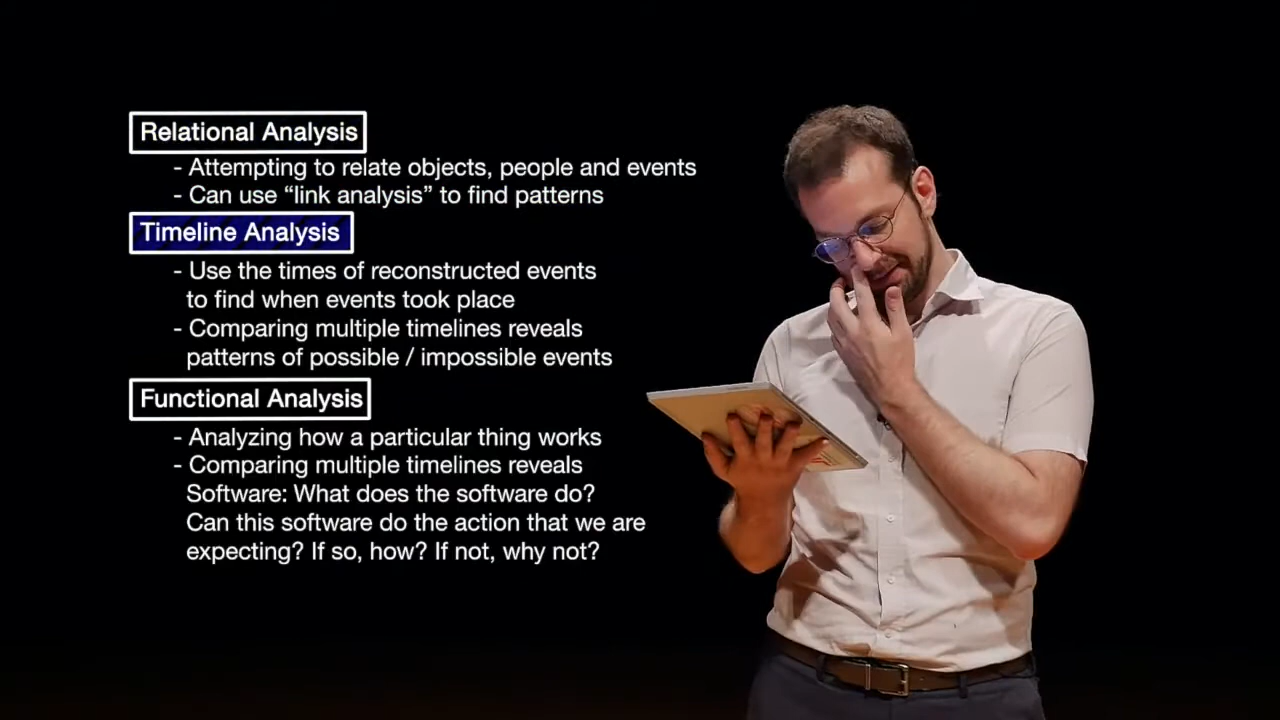 Relational Analysis
- Attempting to relate objects, people and events
- Can use “link analysis” to find patterns
Timeline Analysis
- Use the times of reconstructed events
to find when events took place
- Comparing multiple timelines reveals
patterns of possible / impossible events
Functional Analysis
- Analyzing how a particular thing works
- Comparing multiple timelines reveals
Software: What does the software do?
Can this software do the action that we are
expecting? If so, how? If not, why not?